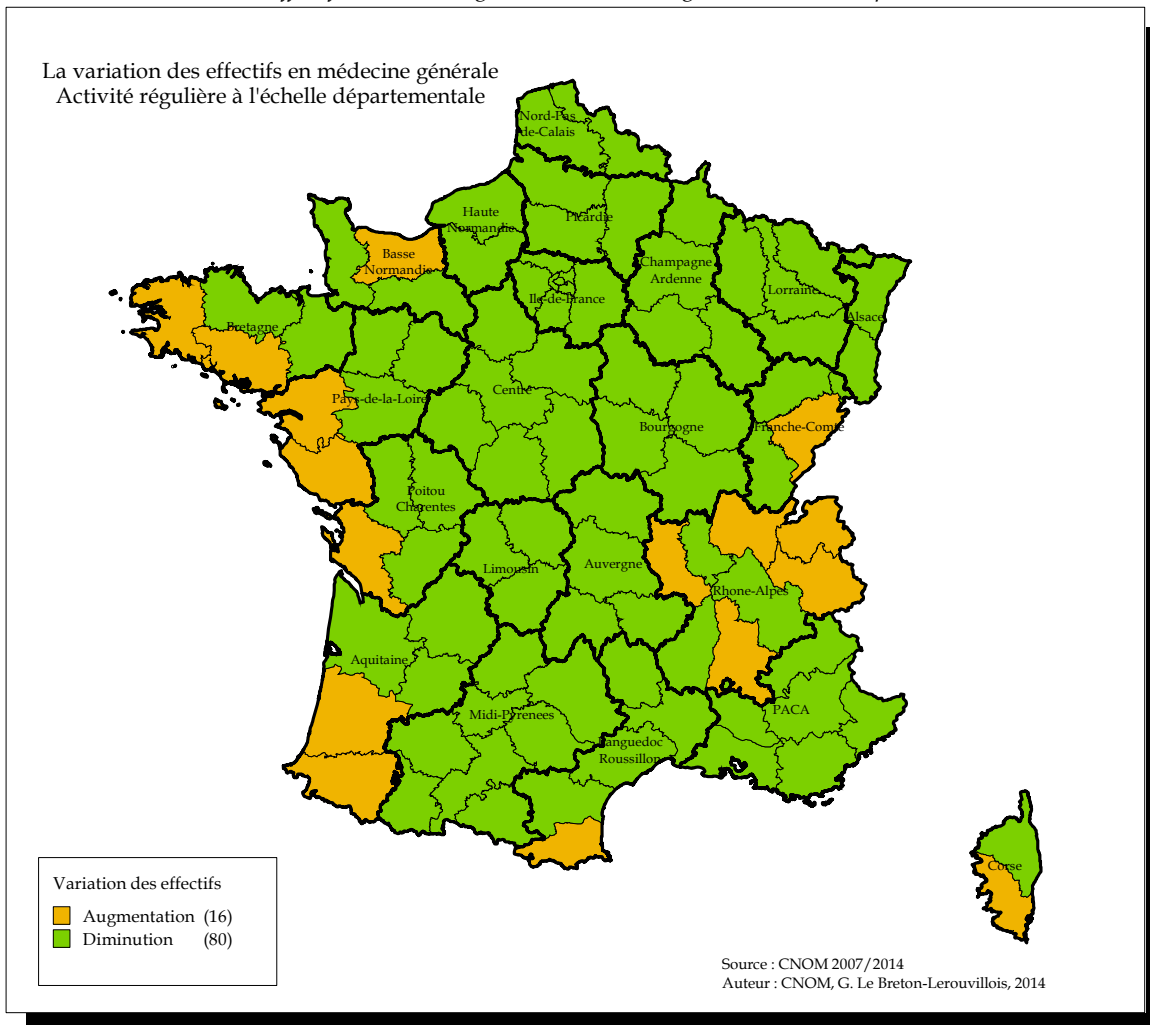 La variation des effectifs en médecine générale
Activité régulière à l'échelle départementale
Nord-Pas
de-Calais
Haute
Normandie
Picardie
Basse
Normandie
Champagne
Ardenne
Ile-de-France
Lorraine
Alsace
Bretagne
Pays-de-la-Loire
Centre
Bourgogne
Franche-Comté
Poitou
Charentes
Limousin
Auvergne
Rhone-Alpes
Aquitaine
Midi-Pyrenees
PACA
Languedoc
Roussillon
Corse
Variation des effectifs
Augmentation (16)
Diminution (80)
Source : CNOM 2007/2014
Auteur : CNOM, G. Le Breton-Lerouvillois, 2014